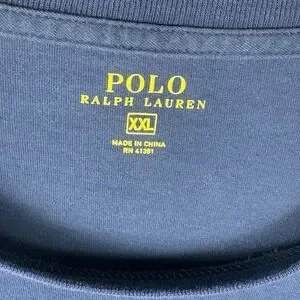 POLO
RALPH LAUREN
XXL
MADE IN CHINA
RN 41381